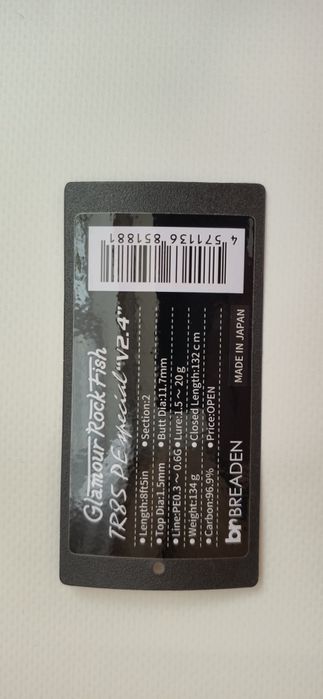 Glamour Rock Fish
TR85 PE special "V2.4"
●Length:8ft5in ●Section:2
●Top Dia:1.5mm ●Butt Dia:11.7mm
●Line:PE0.3 ~ 0.6G ●Lure:1.5 ~ 20g
●Weight:134g ●Closed Length:132cm
●Carbon:96.9% ●Price:OPEN
bnBREADEN MADE IN JAPAN
4 571136 851881